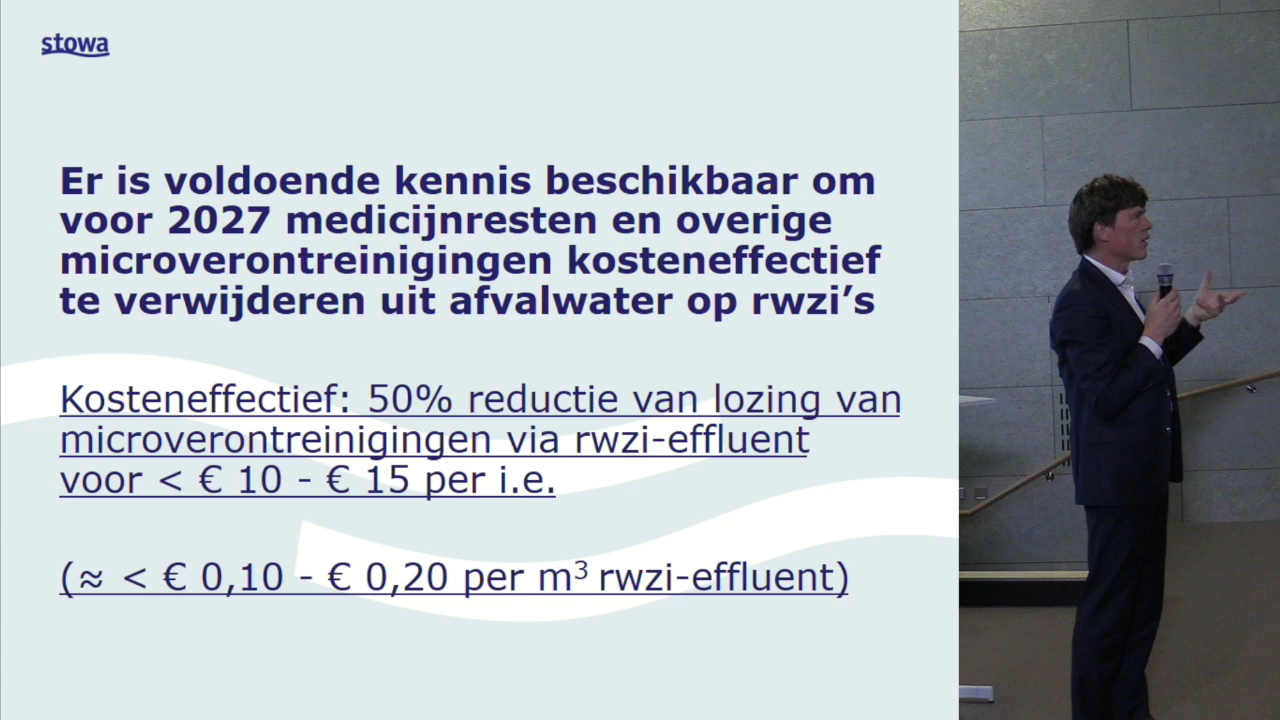 stowa
Er is voldoende kennis beschikbaar om
voor 2027 medicijnresten en overige
microverontreinigingen kosteneffectief
te verwijderen uit afvalwater op rwzi’s
Kosteneffectief: 50% reductie van lozing van
microverontreinigingen via rwzi-effluent
voor < € 10 - € 15 per i.e.
(≈ < € 0,10 - € 0,20 per m³ rwzi-effluent)